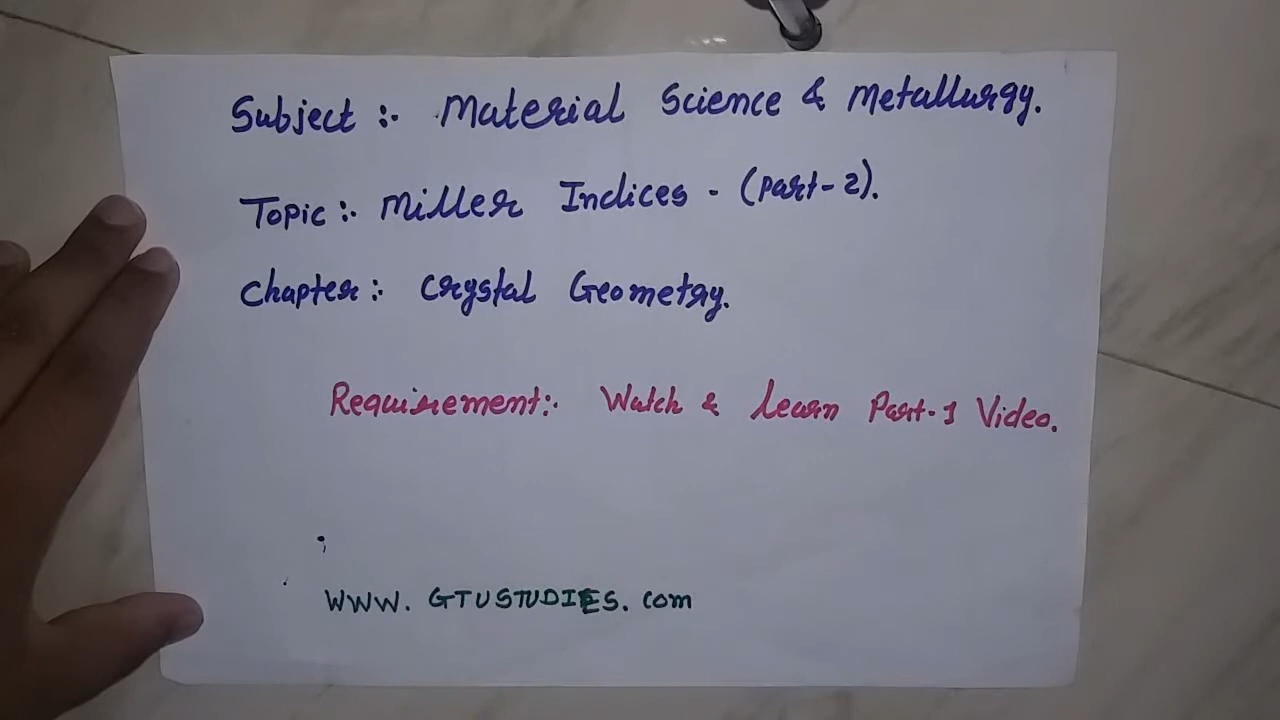 Subject :- Material Science & Metallurgy.
Topic :- Miller Indices - (Part-2).
Chapter :- Crystal Geometry.
Requirement :- Watch & Learn Part-1 Video.
WWW. GTUSTUDIES. com